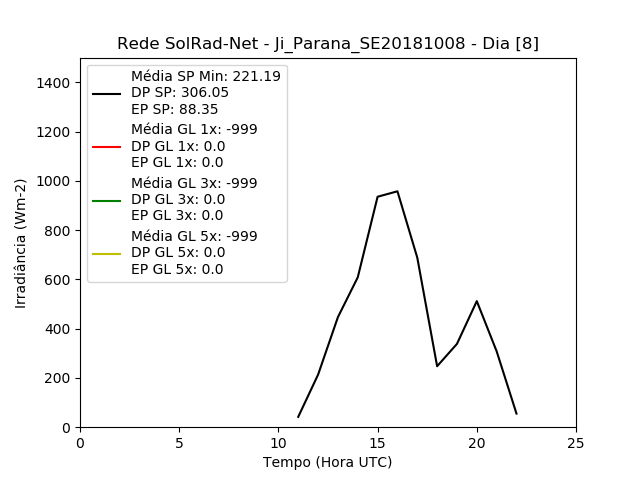 Rede SolRad-Net - Ji_Parana_SE20181008 - Dia [8]
Média SP Min: 221.19
DP SP: 306.05
EP SP: 88.35
Média GL 1x: -999
DP GL 1x: 0.0
EP GL 1x: 0.0
Média GL 3x: -999
DP GL 3x: 0.0
EP GL 3x: 0.0
Média GL 5x: -999
DP GL 5x: 0.0
EP GL 5x: 0.0
Irradiância (Wm-2)
1400
1200
1000
800
600
400
200
0
0 5 10 15 20 25
Tempo (Hora UTC)